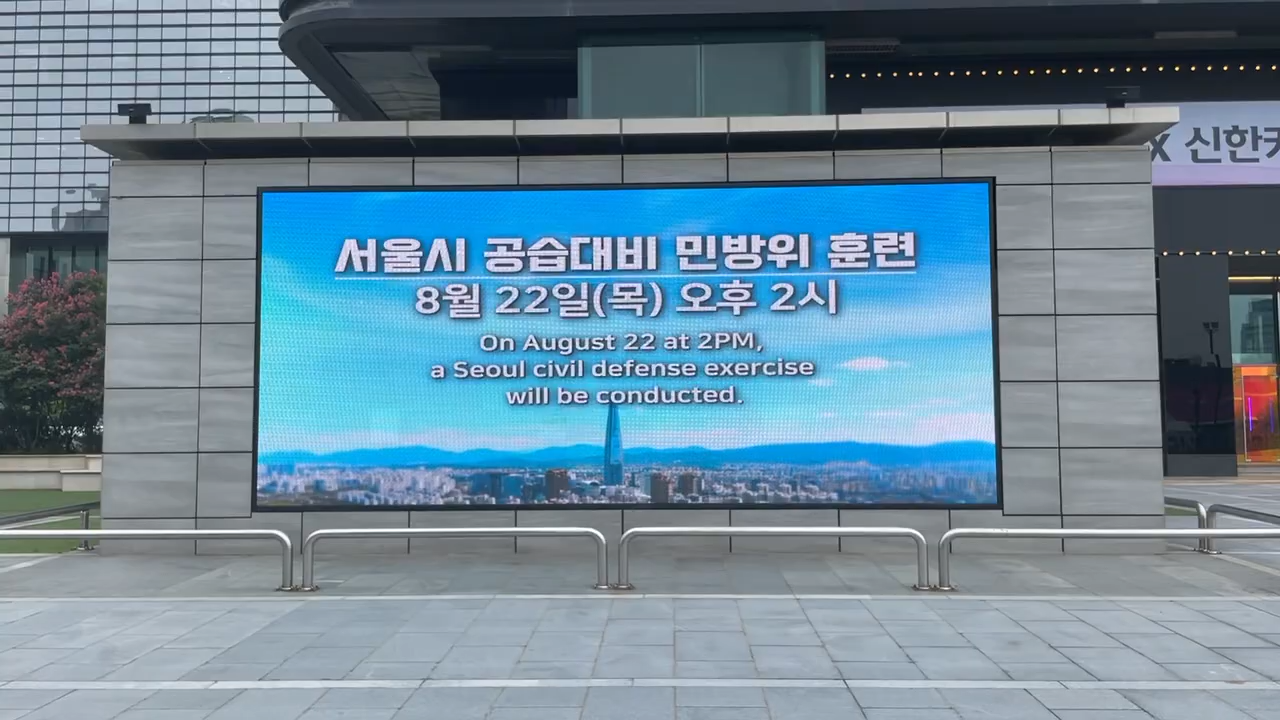 서울시 공습대비 민방위 훈련
8월 22일(목) 오후 2시
On August 22 at 2PM,
a Seoul civil defense exercise
will be conducted.
x 신한